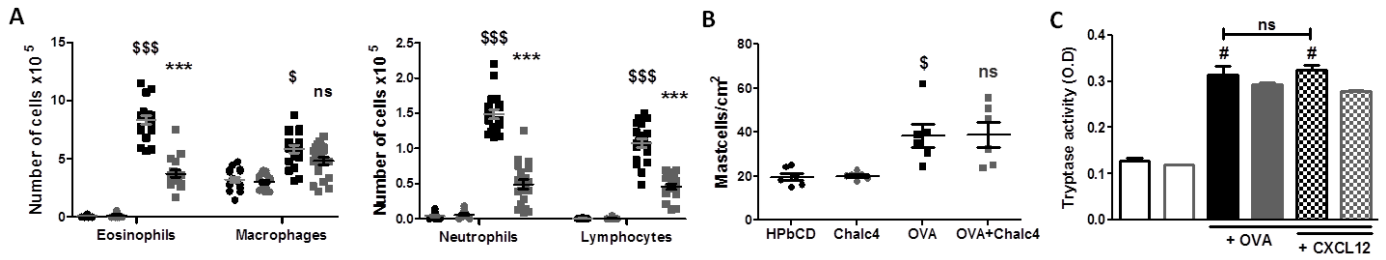 A
Number of cells x10 5
15
10
5
0
$$$
***
$
ns
Eosinophils
Macrophages
Number of cells x10 5
2.5
2.0
1.5
1.0
0.5
0.0
$$$
***
$$$
***
Neutrophils
Lymphocytes
B
Mastcells/cm2
80
60
40
20
0
$
ns
HPbCD
Chalc4
OVA
OVA+Chalc4
C
Tryptase activity (O.D)
0.4
0.3
0.2
0.1
0.0
ns
#
#
+ OVA
+ CXCL12